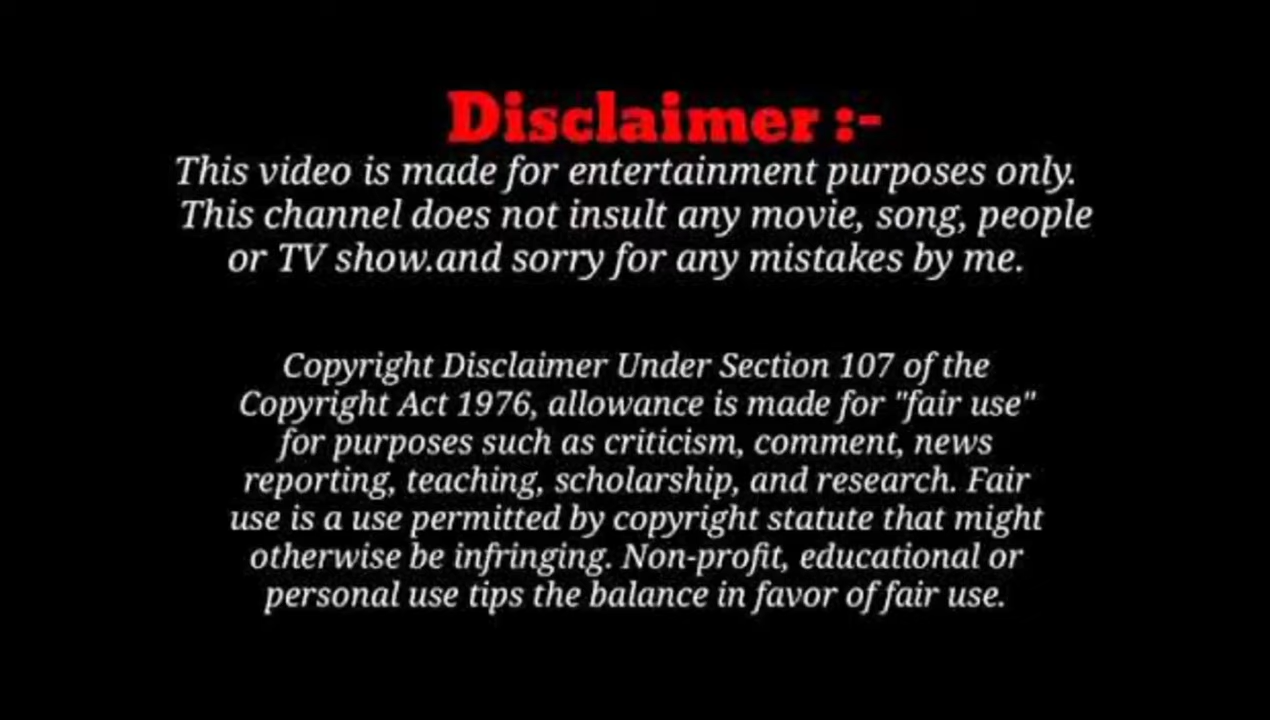 Disclaimer :-
This video is made for entertainment purposes only.
This channel does not insult any movie, song, people
or TV show.and sorry for any mistakes by me.
Copyright Disclaimer Under Section 107 of the
Copyright Act 1976, allowance is made for "fair use"
for purposes such as criticism, comment, news
reporting, teaching, scholarship, and research. Fair
use is a use permitted by copyright statute that might
otherwise be infringing. Non-profit, educational or
personal use tips the balance in favor of fair use.